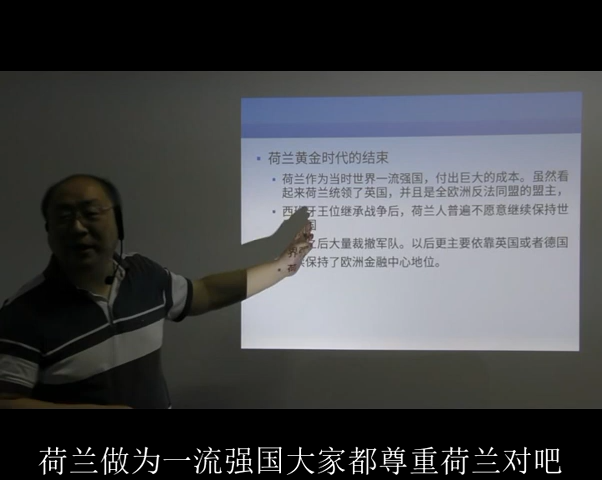 荷兰黄金时代的结束
荷兰作为当时世界一流强国，付出巨大的成本。虽然看
起来荷兰统领了英国，并且是全欧洲反法同盟的盟主，
西班牙王位继承战争后，荷兰人普遍不愿意继续保持世
国
之后大量裁撤军队。以后更主要依靠英国或者德国
保持了欧洲金融中心地位。
荷兰做为一流强国大家都尊重荷兰对吧